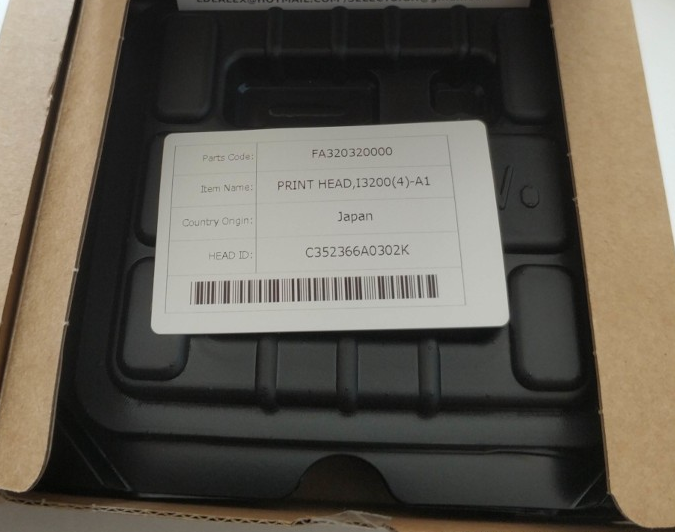 Parts Code: FA320320000
Item Name: PRINT HEAD,I3200(4)-A1
Country Origin: Japan
HEAD ID: C352366A0302K